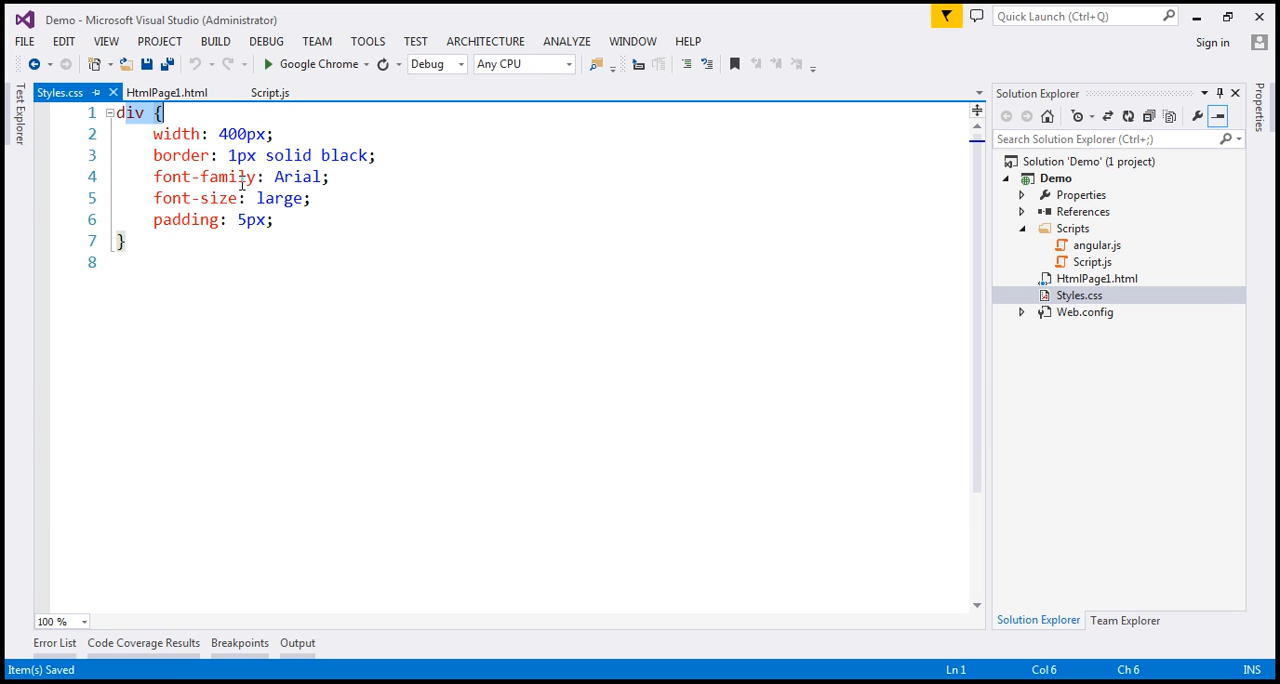 Demo - Microsoft Visual Studio (Administrator)
Quick Launch (Ctrl+Q)
FILE EDIT VIEW PROJECT BUILD DEBUG TEAM TOOLS TEST ARCHITECTURE ANALYZE WINDOW HELP
Sign in
Google Chrome Debug Any CPU
Test Explorer
Styles.css HtmlPage1.html Script.js
1 div {
2 width: 400px;
3 border: 1px solid black;
4 font-family: Arial;
5 font-size: large;
6 padding: 5px;
7 }
8
100 %
Solution Explorer
Search Solution Explorer (Ctrl+;)
Solution 'Demo' (1 project)
Demo
Properties
References
Scripts
angular.js
Script.js
HtmlPage1.html
Styles.css
Web.config
Solution Explorer Team Explorer
Properties
Error List Code Coverage Results Breakpoints Output
Item(s) Saved Ln 1 Col 6 Ch 6 INS